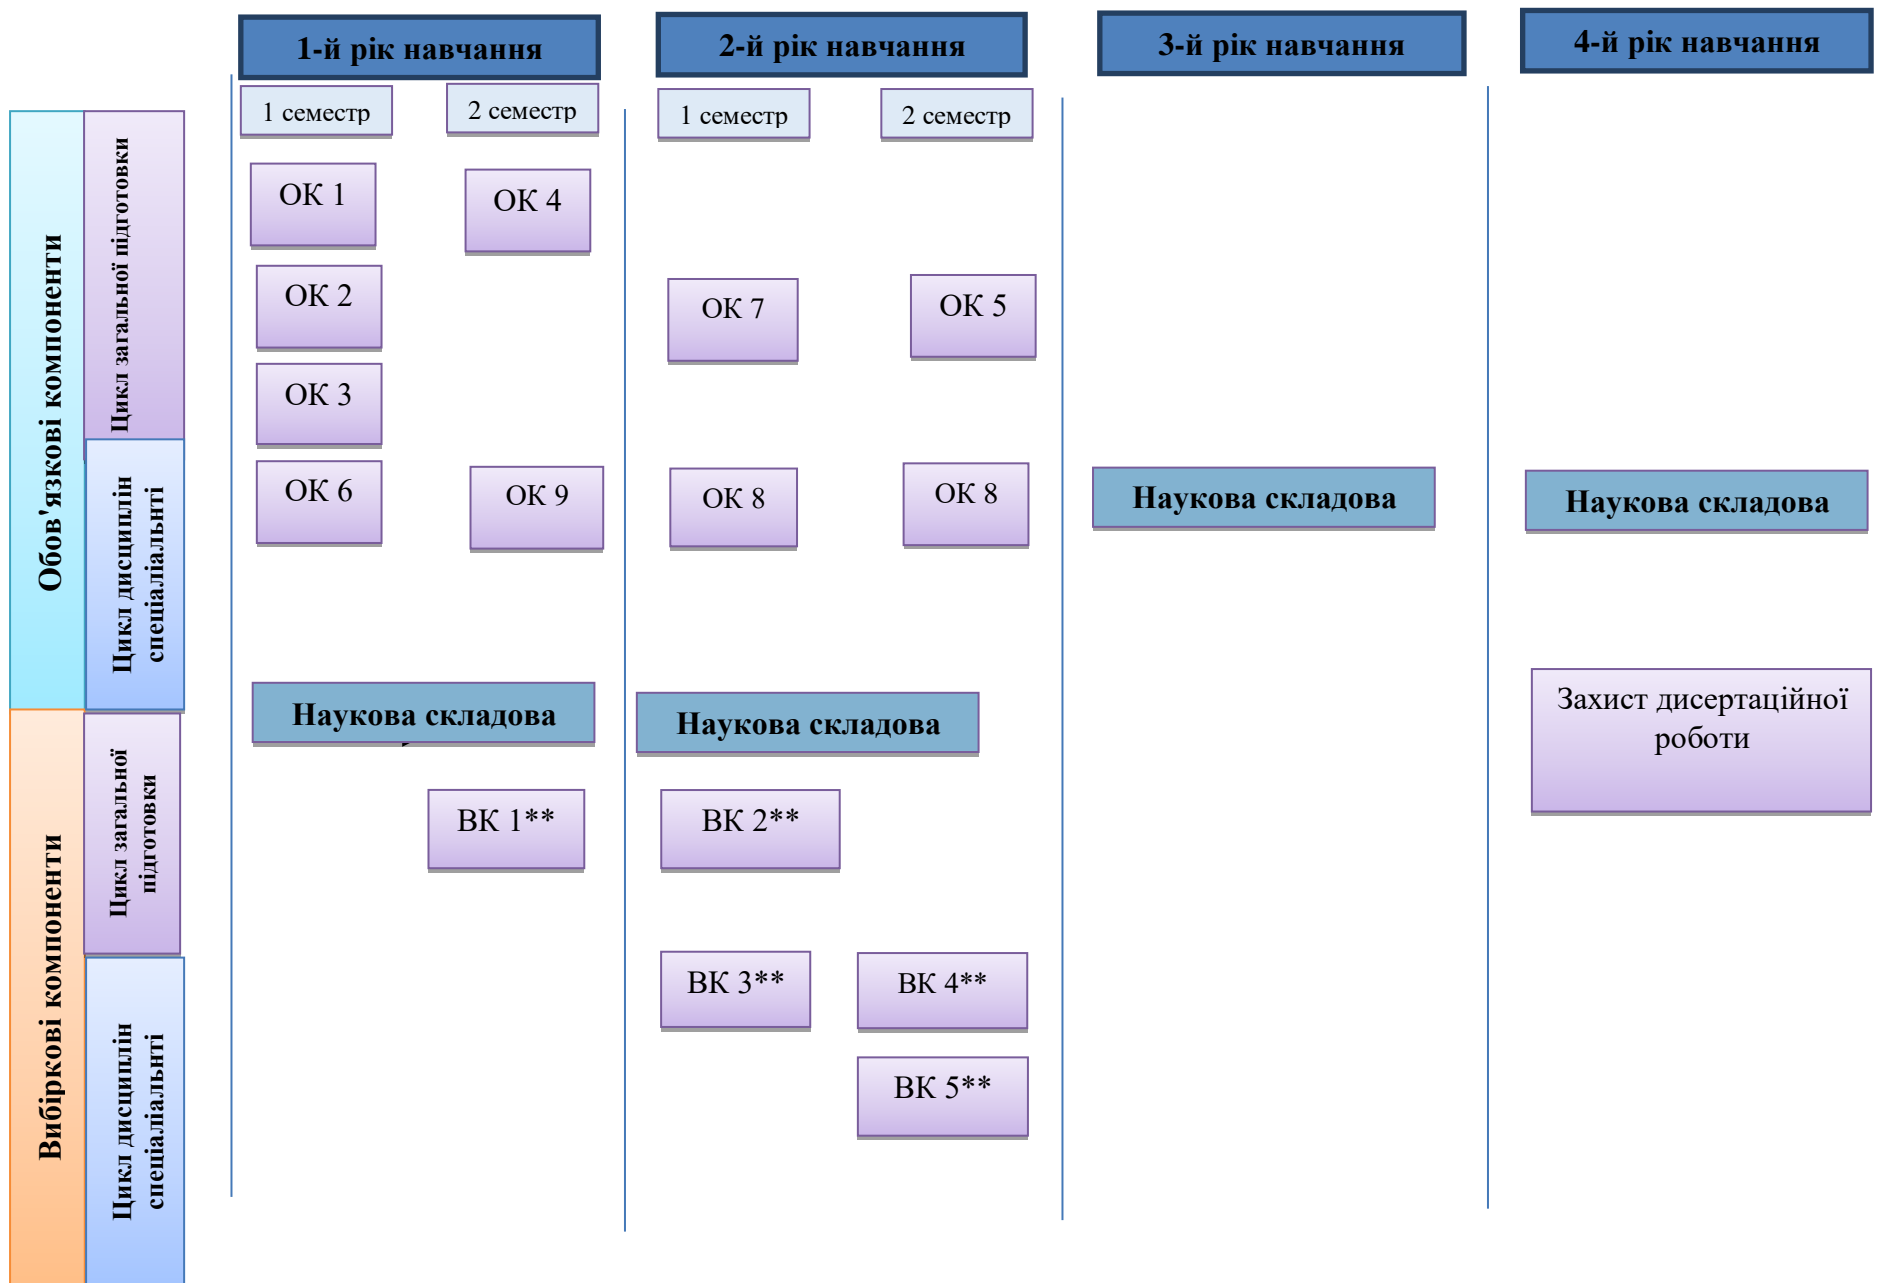 1-й рік навчання
2-й рік навчання
3-й рік навчання
4-й рік навчання
1 семестр
2 семестр
1 семестр
2 семестр
Обов'язкові компоненти
Цикл загальної підготовки
ОК 1
ОК 4
ОК 2
ОК 7
ОК 5
ОК 3
Цикл дисциплін
спеціаліальнті
ОК 6
ОК 9
ОК 8
ОК 8
Наукова складова
Наукова складова
Наукова складова
Наукова складова
Захист дисертаційної
роботи
Вибіркові компоненти
Цикл загальної
підготовки
ВК 1**
ВК 2**
Цикл дисциплін
спеціаліальнті
ВК 3**
ВК 4**
ВК 5**